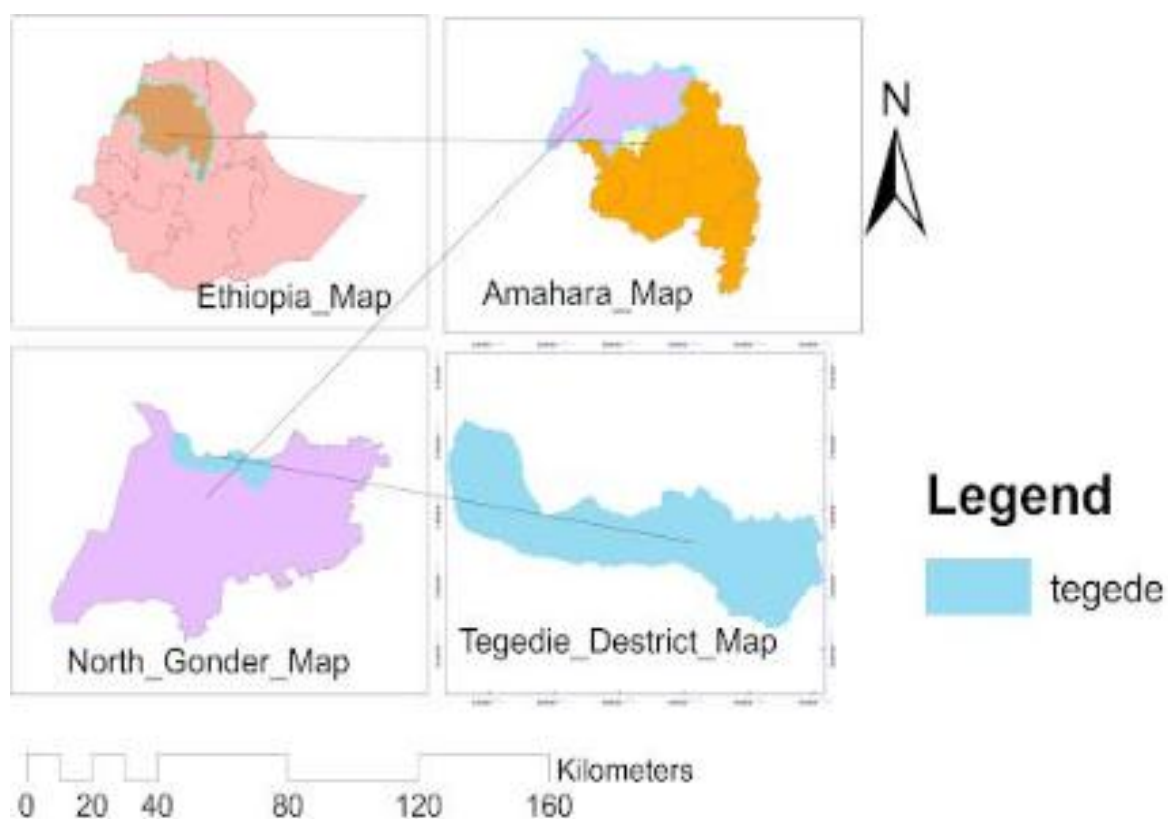 Ethiopia_Map
Amahara_Map
N
North_Gonder_Map
Tegedie_Destrict_Map
Legend
tegede
Kilometers
0 20 40 80 120 160